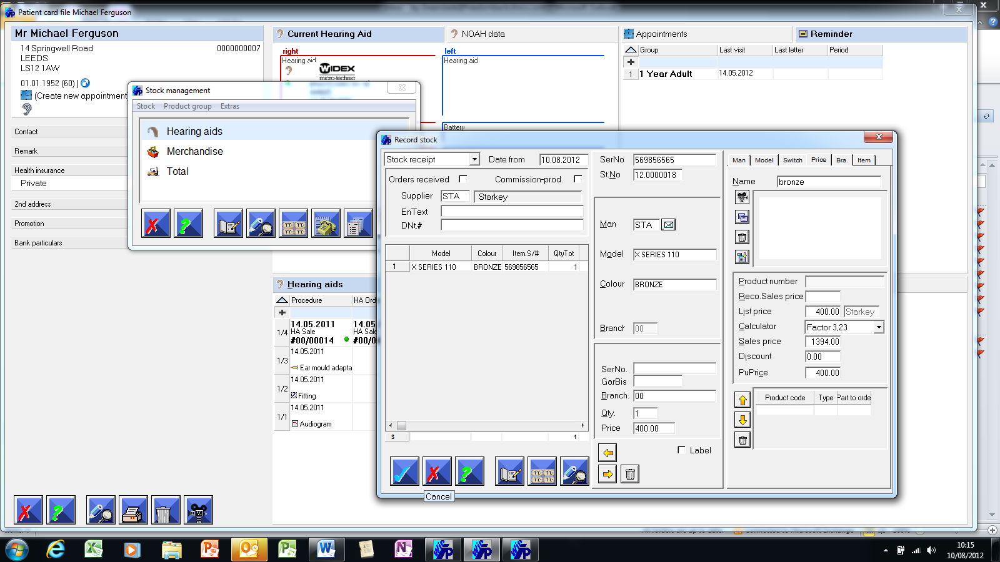 Patient card file Michael Ferguson
Mr Michael Ferguson
14 Springwell Road 0000000007
LEEDS
LS12 1AW
01.01.1952 (60) |
(Create new appointment
Contact
Remark
Health insurance
Private
2nd address
Promotion
Bank particulars
Current Hearing Aid
NOAH data
right
Hearing aid
WIDEX
micro-technic
left
Hearing aid
Battery
Appointments
Reminder
Group Last visit Last letter Period
1 1 Year Adult 14.05.2012
Stock management
Stock Product group Extras
Hearing aids
Merchandise
Total
Hearing aids
Procedure HA Ord
1/4 14.05.2011 14.05
HA Sale HA Sale
#00/00014 #00/0
1/3 14.05.2011
Ear mould adapta
1/2 14.05.2011
Fitting
1/1 14.05.2011
Audiogram
Record stock
Stock receipt Date from 10.08.2012
Orders received Commission-prod.
Supplier STA Starkey
EnText
DNt.#
Model Colour Item.S/# QtyTot
1 X SERIES 110 BRONZE 569856565 1
S 1
Cancel
SerNo 569856565
St.No 12.0000018
Man STA
Model X SERIES 110
Colour BRONZE
Branch 00
SerNo.
GarBis
Branch. 00
Qty. 1
Price 400.00
Label
Man Model Switch Price Bra. Item
Name bronze
Product number
Reco.Sales price
List price 400.00 Starkey
Calculator Factor 3,23
Sales price 1394.00
Discount 0.00
PuPrice 400.00
Product code Type Part to orde
10:15
10/08/2012